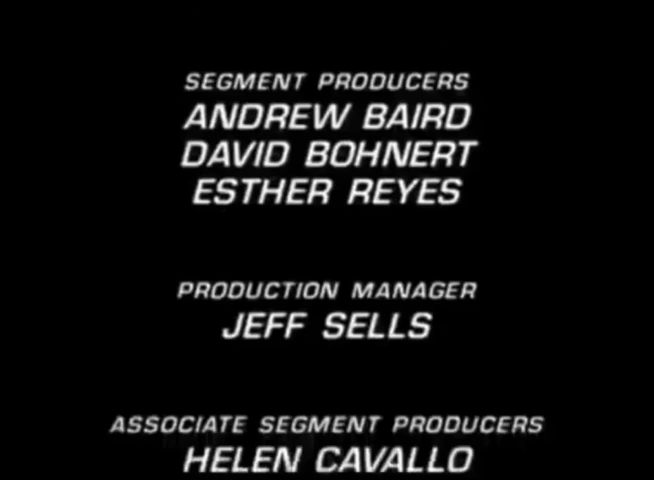 SEGMENT PRODUCERS
ANDREW BAIRD
DAVID BOHNERT
ESTHER REYES
PRODUCTION MANAGER
JEFF SELLS
ASSOCIATE SEGMENT PRODUCERS
HELEN CAVALLO